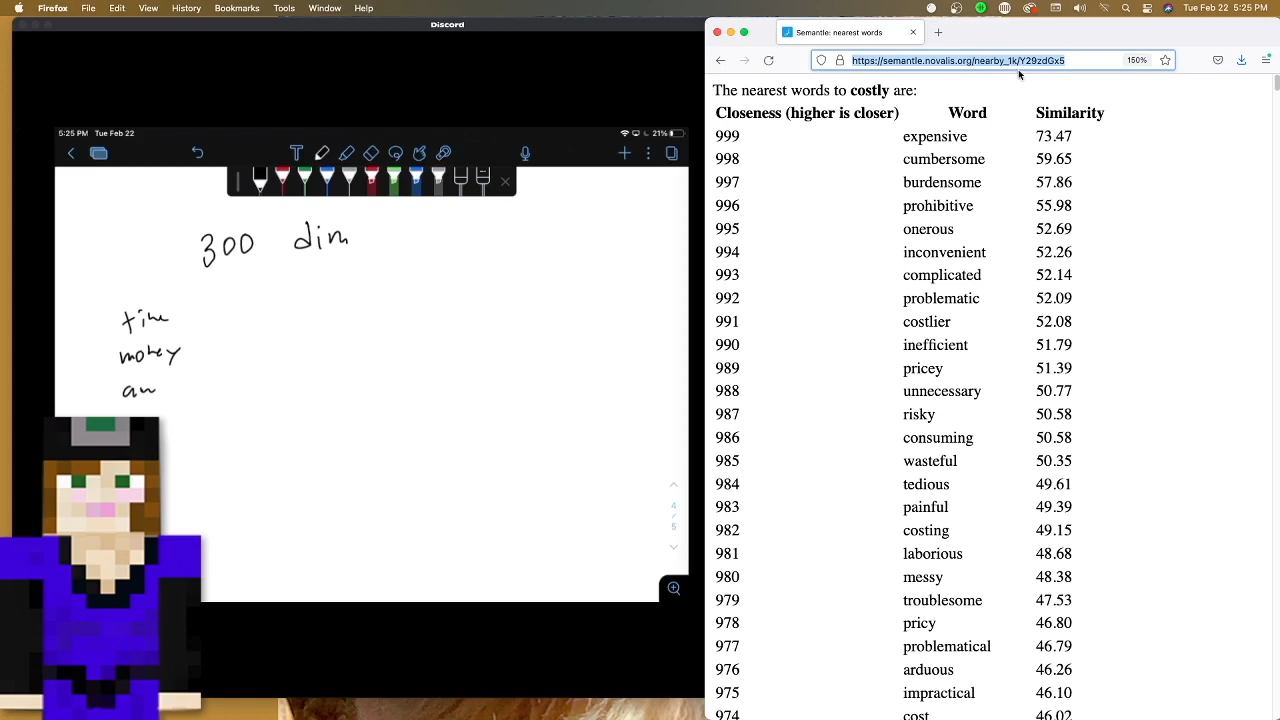 Firefox File Edit View History Bookmarks Tools Window Help
Tue Feb 22 5:25 PM
Discord
5:25 PM Tue Feb 22
21%
300 dim
time
money
an
4
/
5
Semantle: nearest words
https://semantle.novalis.org/nearby_1k/Y29zdGx5
150%
The nearest words to costly are:
Closeness (higher is closer) Word Similarity
999 expensive 73.47
998 cumbersome 59.65
997 burdensome 57.86
996 prohibitive 55.98
995 onerous 52.69
994 inconvenient 52.26
993 complicated 52.14
992 problematic 52.09
991 costlier 52.08
990 inefficient 51.79
989 pricey 51.39
988 unnecessary 50.77
987 risky 50.58
986 consuming 50.58
985 wasteful 50.35
984 tedious 49.61
983 painful 49.39
982 costing 49.15
981 laborious 48.68
980 messy 48.38
979 troublesome 47.53
978 pricy 46.80
977 problematical 46.79
976 arduous 46.26
975 impractical 46.10
974 cost 46.02